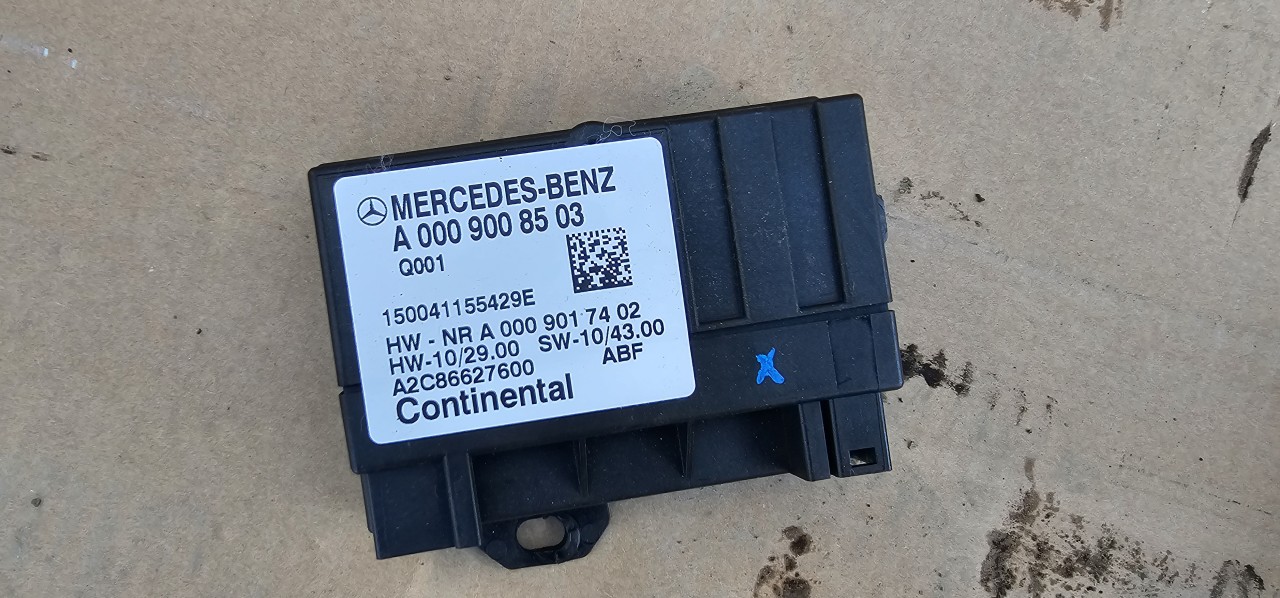 MERCEDES-BENZ
A 000 900 85 03
Q001
150041155429E
HW - NR A 000 901 74 02
HW-10/29.00 SW-10/43.00
A2C86627600 ABF
Continental
X